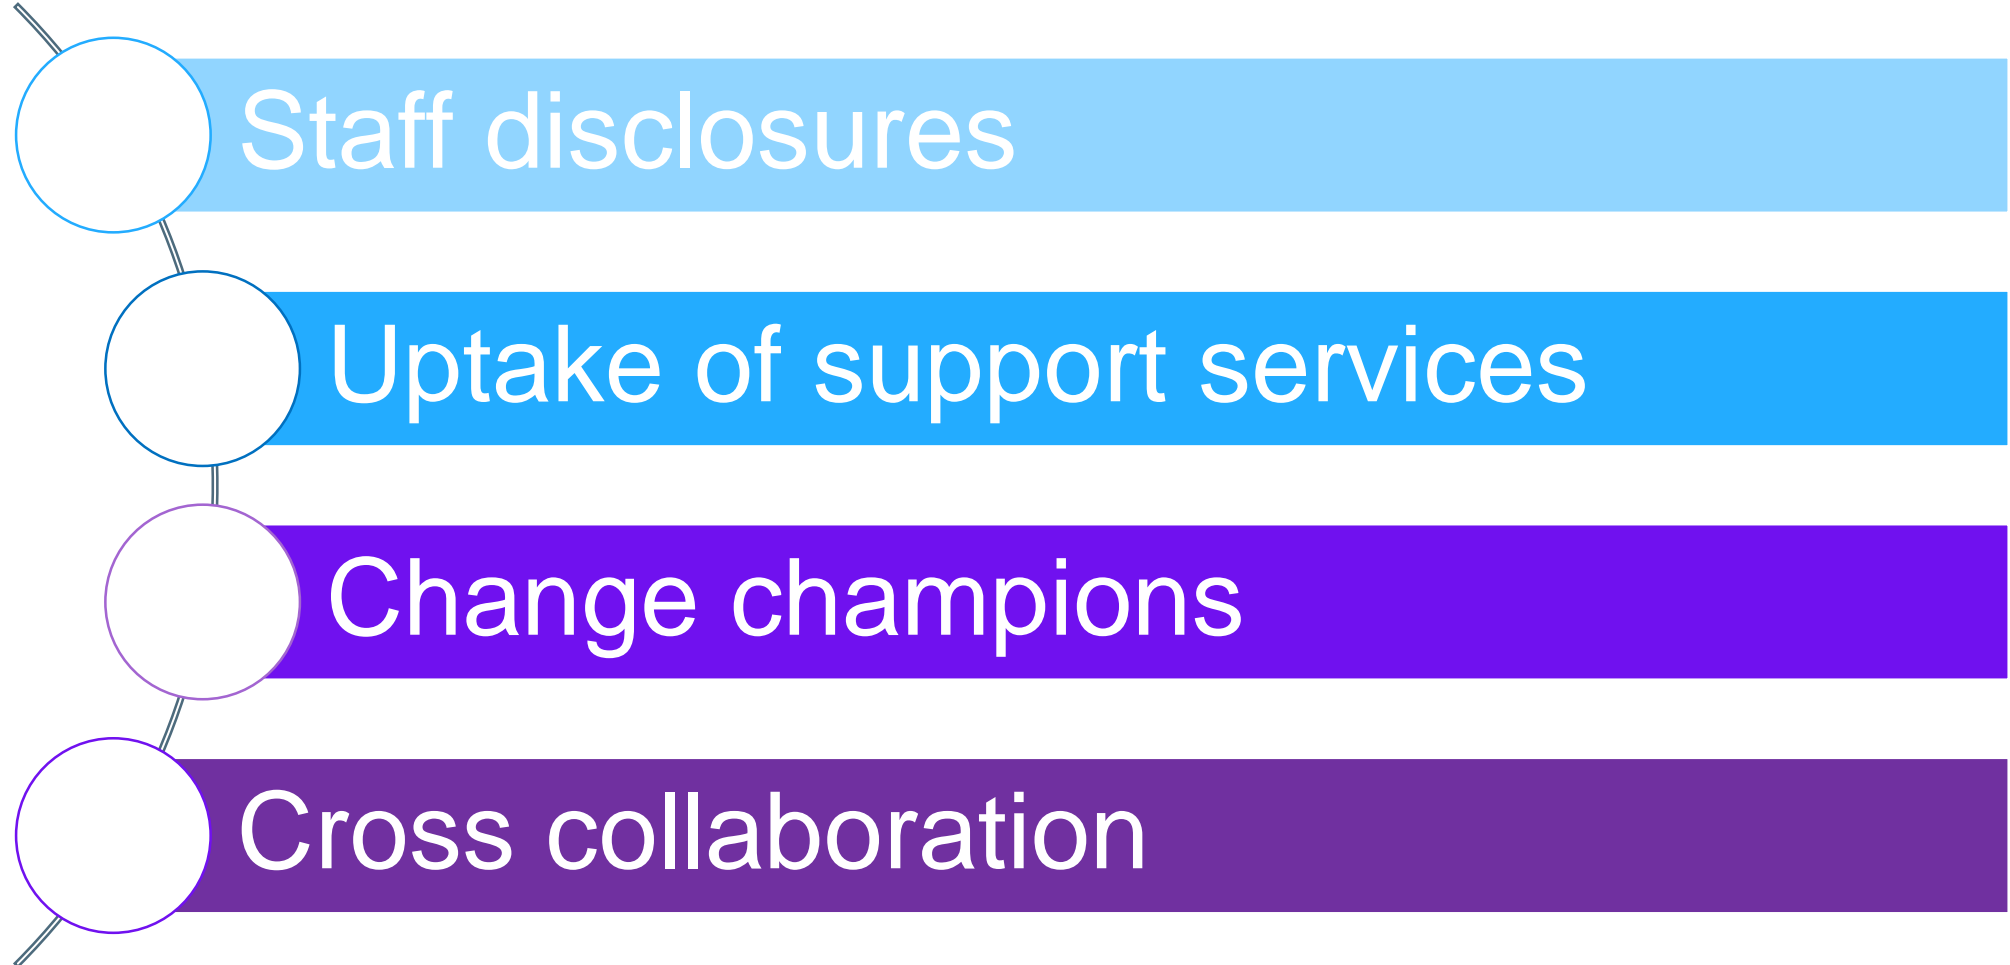 Staff disclosures
Uptake of support services
Change champions
Cross collaboration